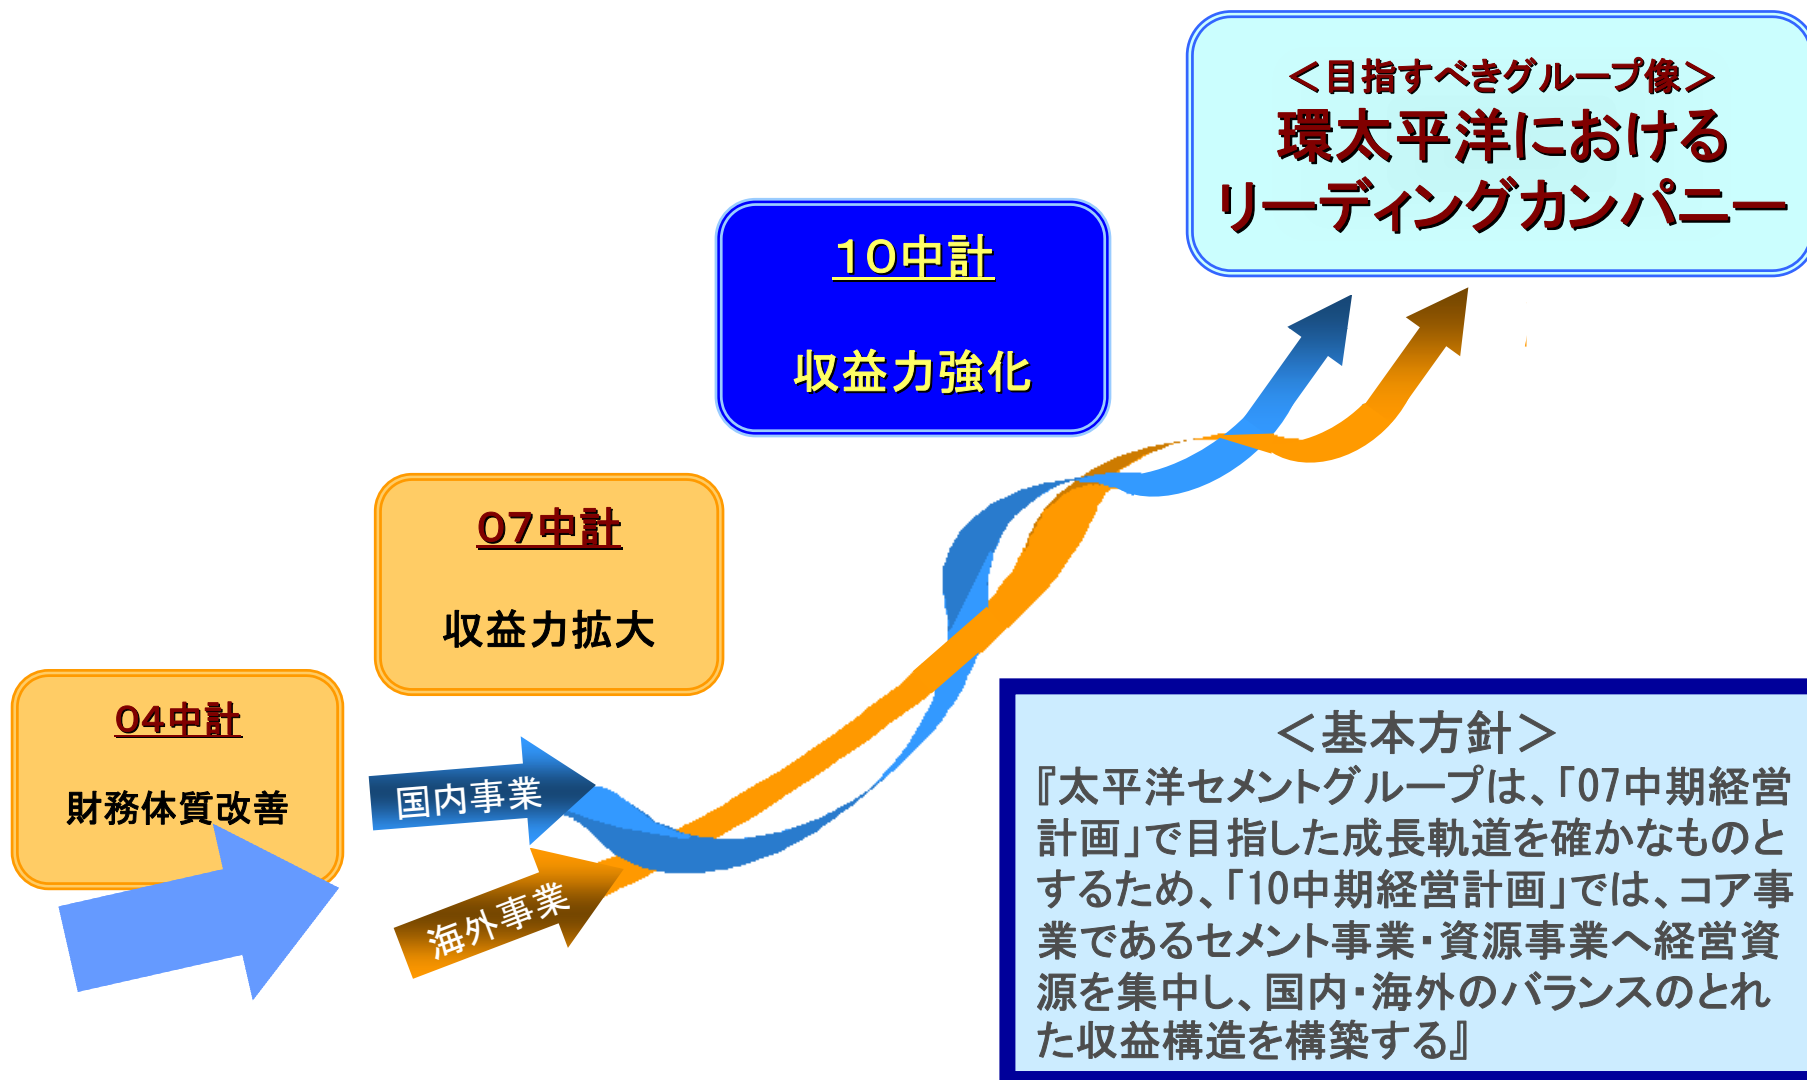 ＜目指すべきグループ像＞
環太平洋における
リーディングカンパニー
１０中計
収益力強化
０７中計
収益力拡大
０４中計
財務体質改善
国内事業
海外事業
＜基本方針＞
『太平洋セメントグループは、「07中期経営
計画」で目指した成長軌道を確かなものと
するため、「10中期経営計画」では、コア事
業であるセメント事業・資源事業へ経営資
源を集中し、国内・海外のバランスのとれ
た収益構造を構築する』